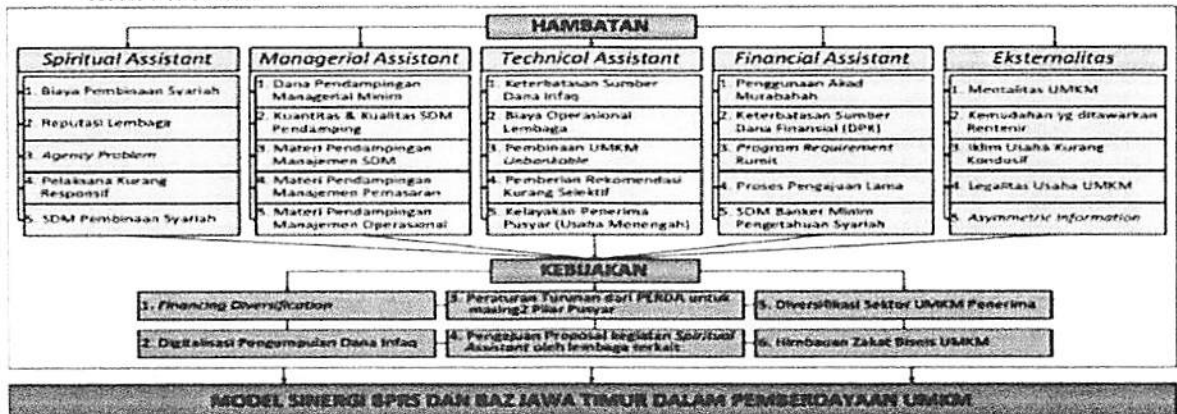 HAMBATAN
Spiritual Assistant
1. Biaya Pembinaan Syariah
2. Reputasi Lembaga
3. Agency Problem
4. Pelaksana Kurang
Responsif
5. SDM Pembinaan Syariah
Managerial Assistant
1. Dana Pendampingan
Managerial Minim
2. Kuantitas & Kualitas SDM
Pendamping
3. Materi Pendampingan
Manajemen SDM
4. Materi Pendampingan
Manajemen Pemasaran
5. Materi Pendampingan
Manajemen Operasional
Technical Assistant
1. Keterbatasan Sumber
Dana Infaq
2. Biaya Operasional
Lembaga
3. Pembinaan UMKM
Unbankable
4. Pemberian Rekomendasi
Kurang Selektif
5. Kelayakan Penerima
Pusyar (Usaha Menengah)
Financial Assistant
1. Penggunaan Akad
Murabahah
2. Keterbatasan Sumber
Dana Finansial (DPK)
3. Program Requirement
Rumit
4. Proses Pengajuan Lama
5. SDM Banker Minim
Pengetahuan Syariah
Eksternalitas
1. Mentalitas UMKM
2. Kemudahan yg ditawarkan
Rentenir
3. Iklim Usaha Kurang
Kondusif
4. Legalitas Usaha UMKM
5. Asymmetric Information
KEBIJAKAN
1. Financing Diversification
2. Digitalisasi Pengumpulan Dana Infaq
3. Peraturan Turunan dari PERDA untuk
masing2 Pilar Pusyar
4. Pengajuan Proposal kegiatan Spiritual
Assistant oleh lembaga terkait
5. Diversifikasi Sektor UMKM Penerima
6. Himbauan Zakat Bisnis UMKM
MODEL SINERGI BPRS DAN BAZ JAWA TIMUR DALAM PEMBERDAYAAN UMKM